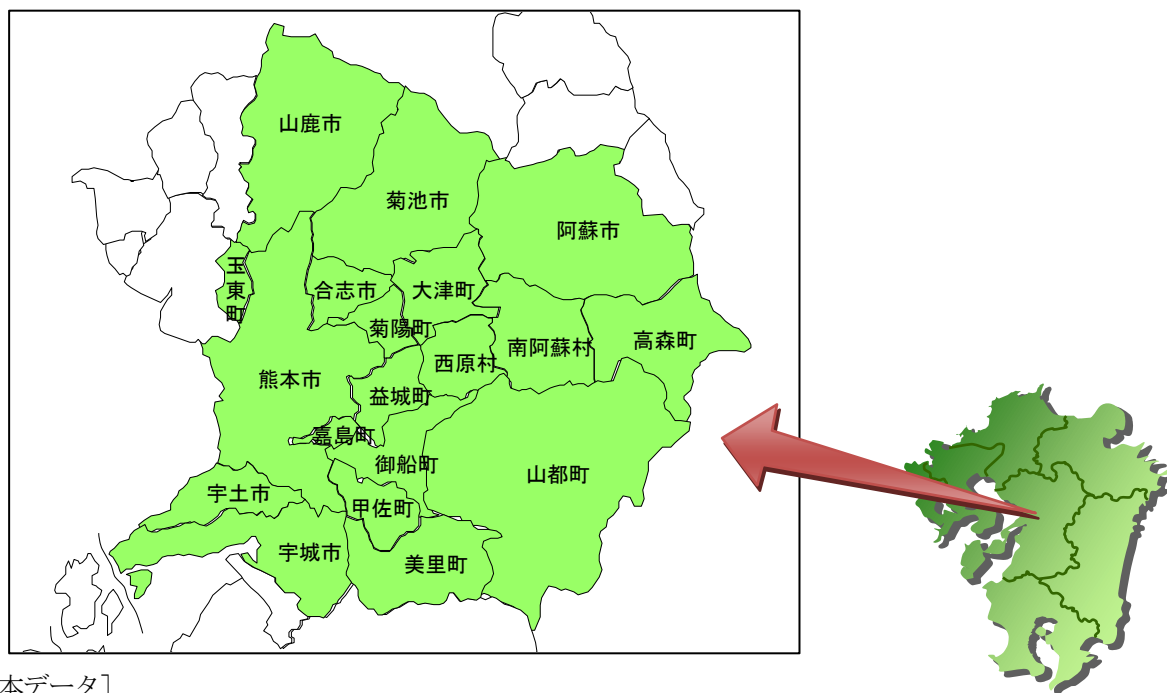 山鹿市
菊池市
阿蘇市
玉東町
合志市
大津町
菊陽町
南阿蘇村
高森町
西原村
熊本市
益城町
嘉島町
御船町
山都町
宇土市
甲佐町
宇城市
美里町
本データ]